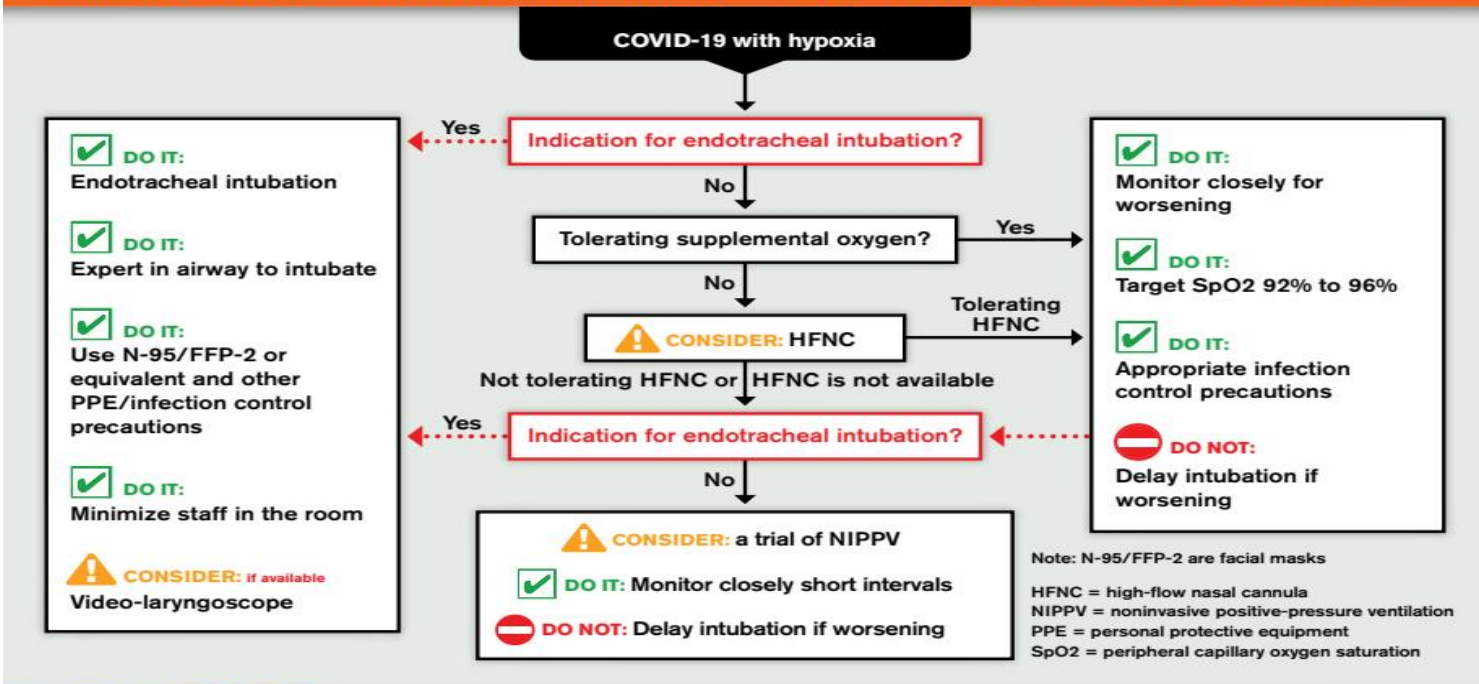 COVID-19 with hypoxia
Indication for endotracheal intubation?
Yes
No
DO IT:
Endotracheal intubation
DO IT:
Expert in airway to intubate
DO IT:
Use N-95/FFP-2 or
equivalent and other
PPE/infection control
precautions
DO IT:
Minimize staff in the room
CONSIDER: if available
Video-laryngoscope
Tolerating supplemental oxygen?
Yes
No
CONSIDER: HFNC
Tolerating
HFNC
Not tolerating HFNC or HFNC is not available
Indication for endotracheal intubation?
Yes
No
CONSIDER: a trial of NIPPV
DO IT: Monitor closely short intervals
DO NOT: Delay intubation if worsening
DO IT:
Monitor closely for
worsening
DO IT:
Target SpO2 92% to 96%
DO IT:
Appropriate infection
control precautions
DO NOT:
Delay intubation if
worsening
Note: N-95/FFP-2 are facial masks
HFNC = high-flow nasal cannula
NIPPV = noninvasive positive-pressure ventilation
PPE = personal protective equipment
SpO2 = peripheral capillary oxygen saturation